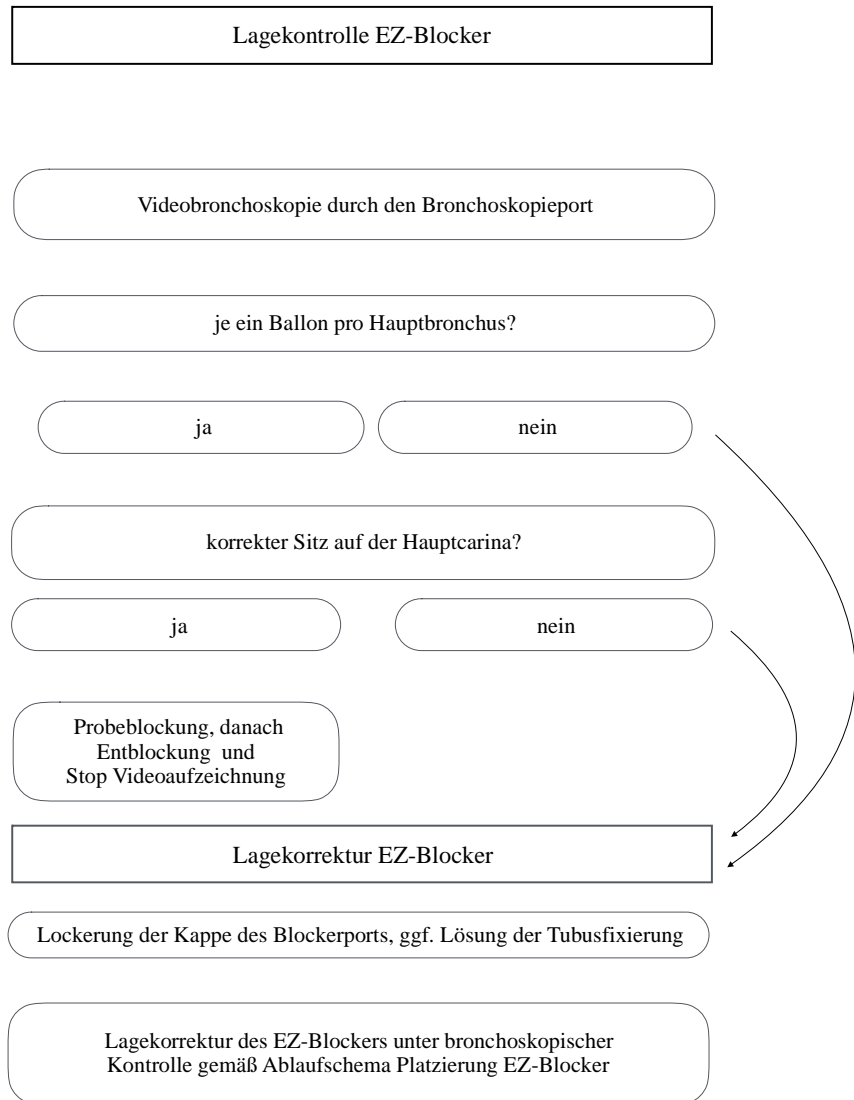 Lagekontrolle EZ-Blocker
Videobronchoskopie durch den Bronchoskopieport
je ein Ballon pro Hauptbronchus?
ja
nein
korrekter Sitz auf der Hauptcarina?
ja
nein
Probeblockung, danach
Entblockung und
Stop Videoaufzeichnung
Lagekorrektur EZ-Blocker
Lockerung der Kappe des Blockerports, ggf. Lösung der Tubusfixierung
Lagekorrektur des EZ-Blockers unter bronchoskopischer
Kontrolle gemäß Ablaufschema Platzierung EZ-Blocker